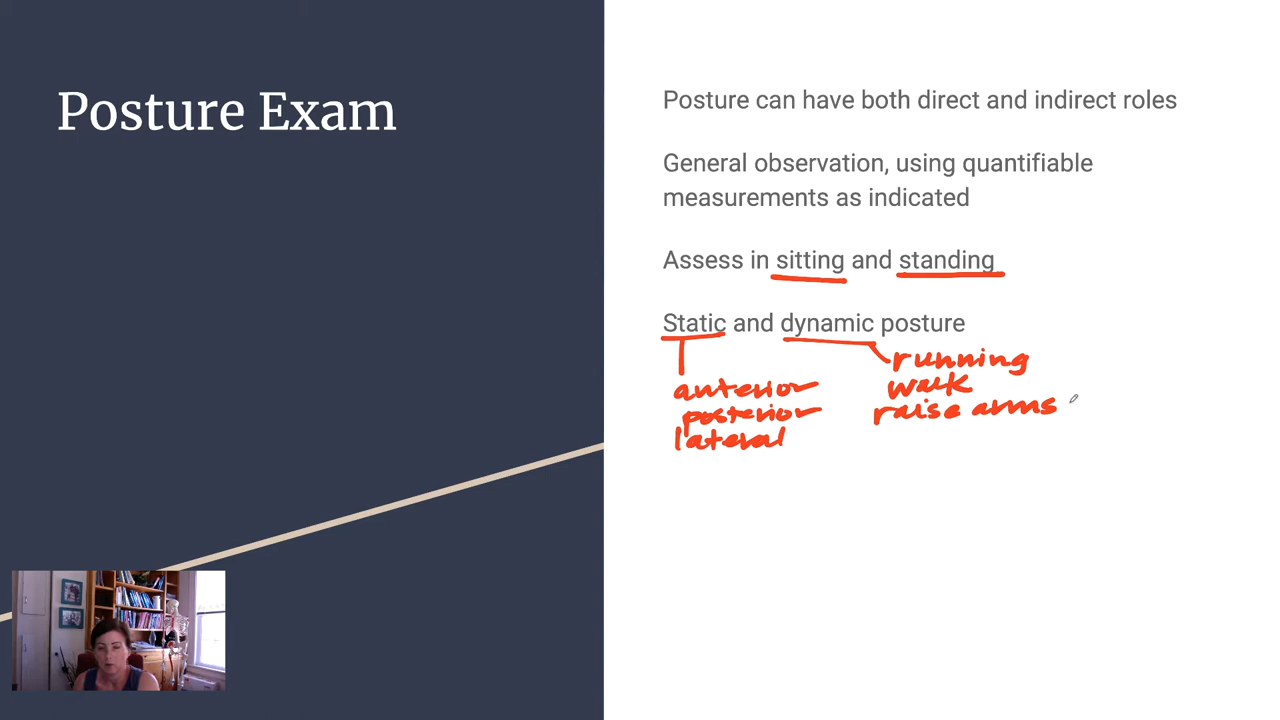 Posture Exam
Posture can have both direct and indirect roles
General observation, using quantifiable
measurements as indicated
Assess in sitting and standing
Static and dynamic posture
anterior
posterior
lateral
running
walk
raise arms